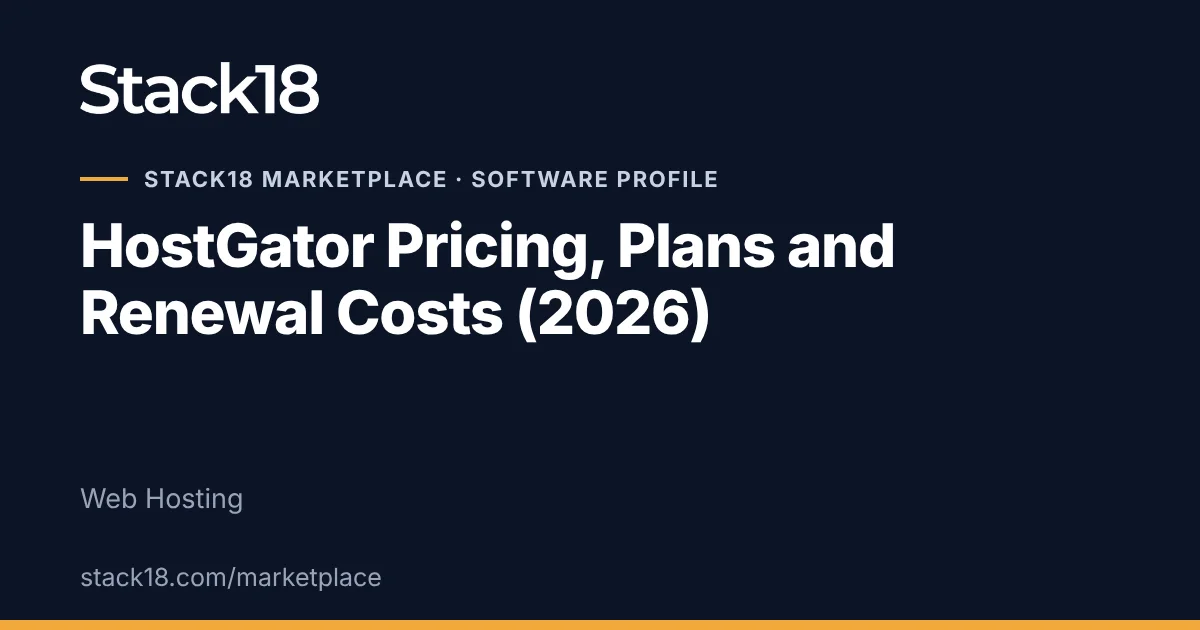 Stack18
STACK18 MARKETPLACE · SOFTWARE PROFILE
HostGator Pricing, Plans and
Renewal Costs (2026)
Web Hosting
stack18.com/marketplace